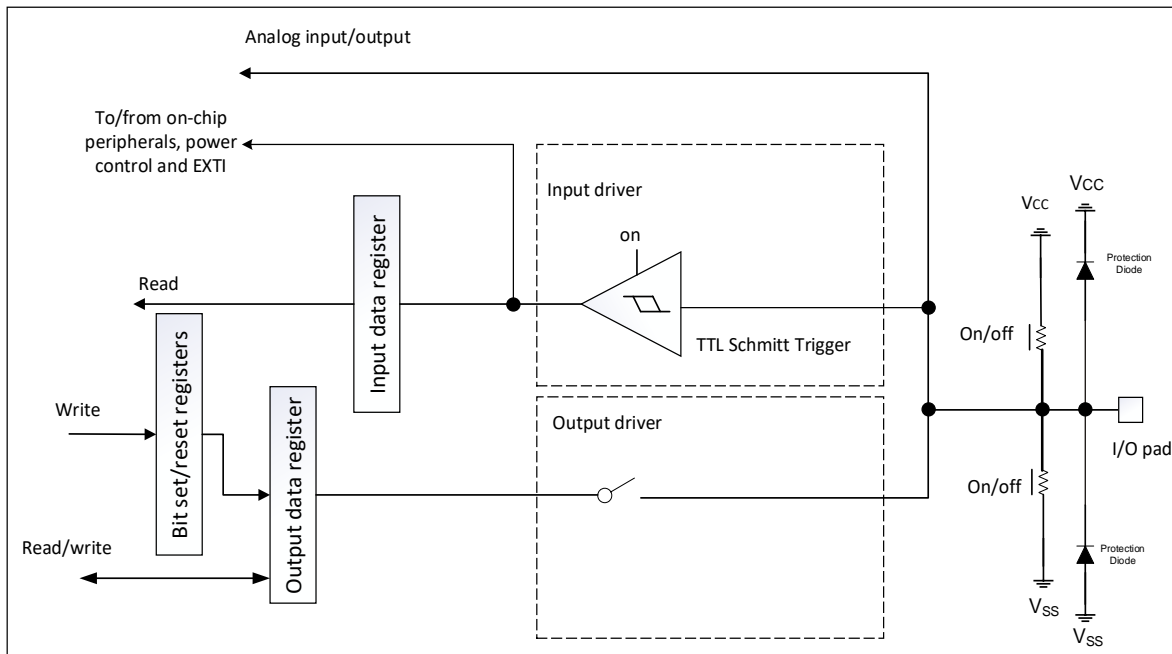 Analog input/output
To/from on-chip
peripherals, power
control and EXTI
Input driver
on
TTL Schmitt Trigger
Input data register
Read
Bit set/reset registers
Write
Output data register
Read/write
Output driver
VCC
VCC
Protection
Diode
On/off
I/O pad
On/off
Protection
Diode
VSS
VSS